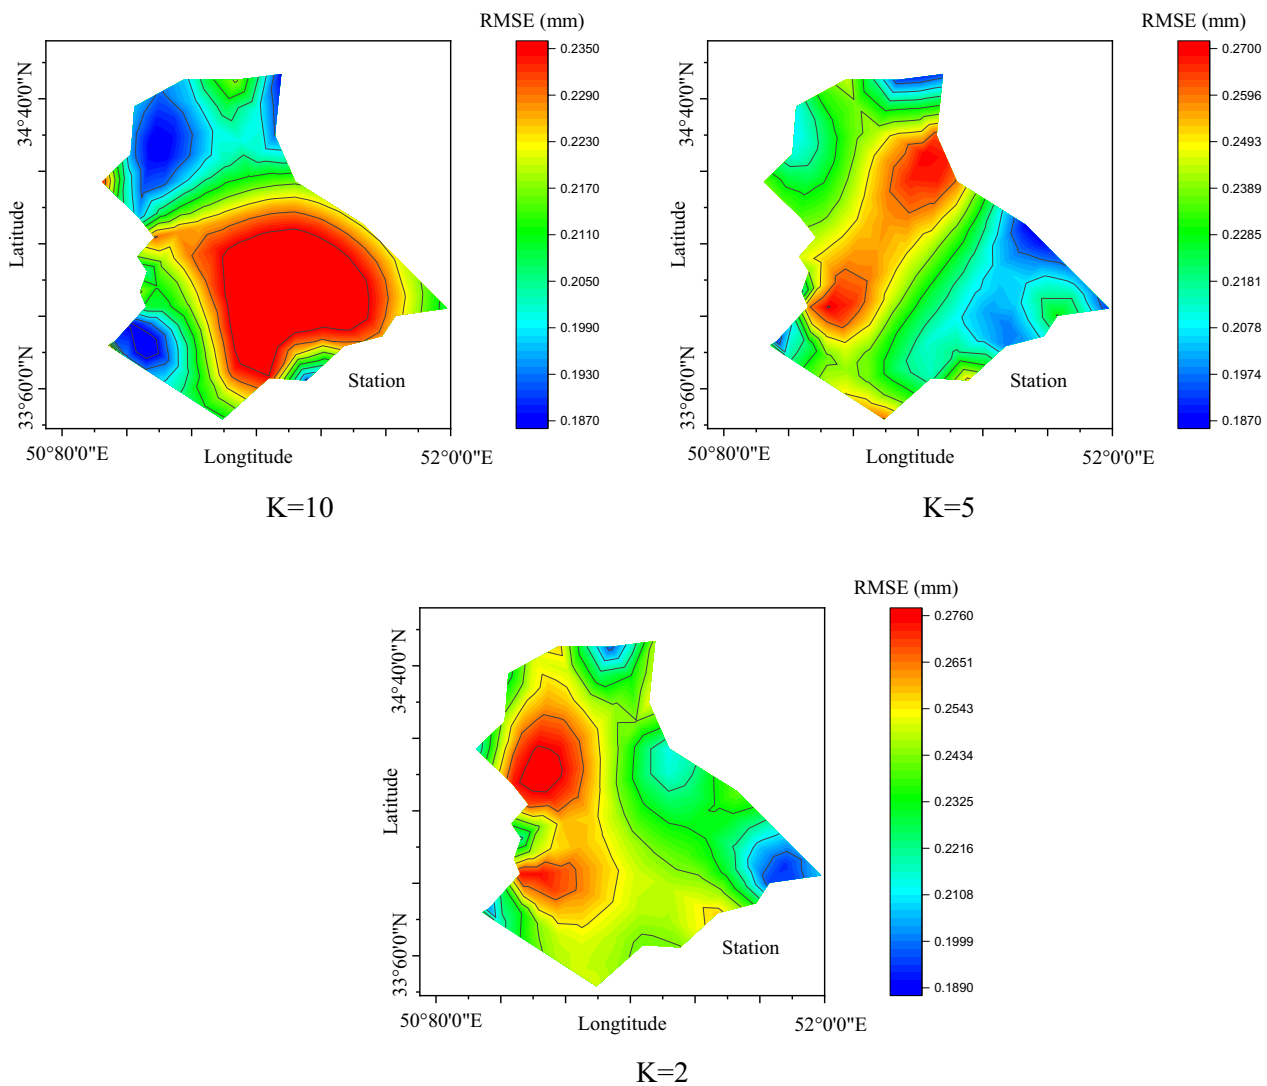 RMSE (mm)
0.2350
0.2290
0.2230
0.2170
0.2110
0.2050
0.1990
0.1930
0.1870
34°40'0"N
Latitude
33°60'0"N
Station
50°80'0"E
Longtitude
52°0'0"E
K=10
RMSE (mm)
0.2700
0.2596
0.2493
0.2389
0.2285
0.2181
0.2078
0.1974
0.1870
34°40'0"N
Latitude
33°60'0"N
Station
50°80'0"E
Longtitude
52°0'0"E
K=5
RMSE (mm)
0.2760
0.2651
0.2543
0.2434
0.2325
0.2216
0.2108
0.1999
0.1890
34°40'0"N
Latitude
33°60'0"N
Station
50°80'0"E
Longtitude
52°0'0"E
K=2